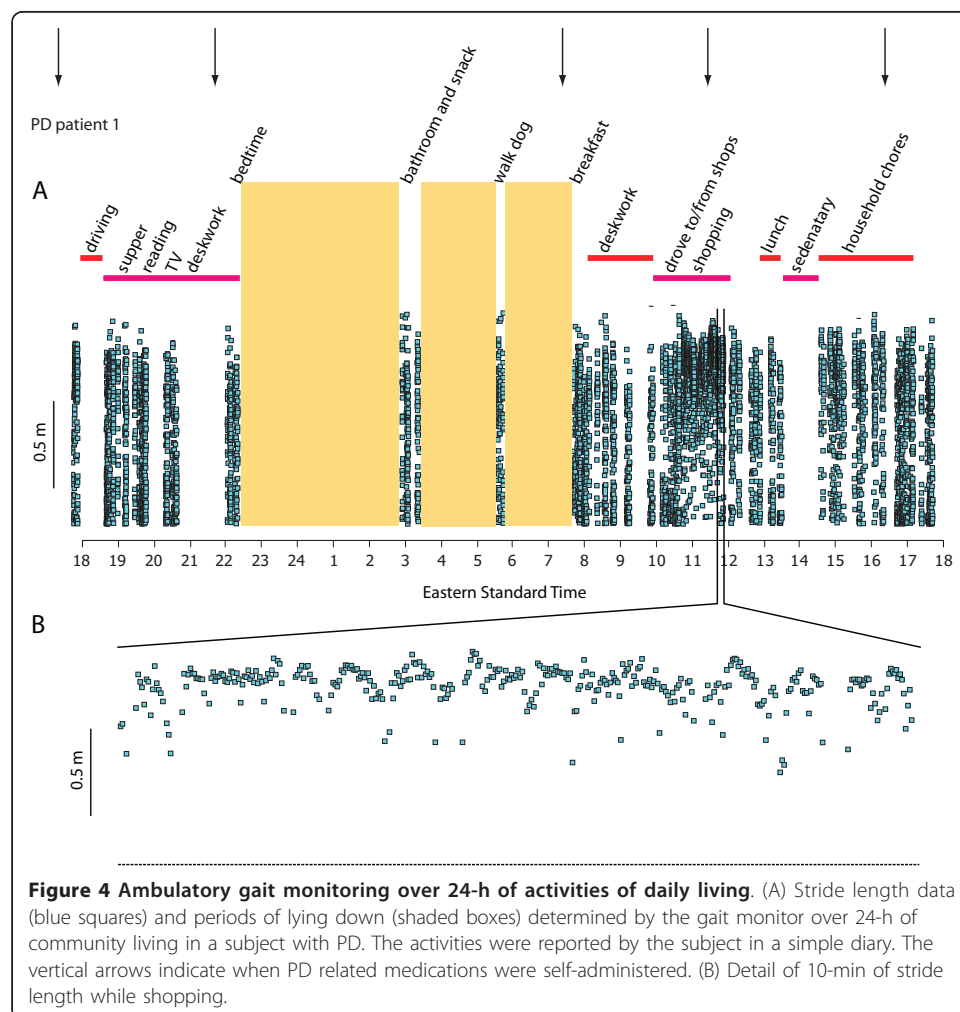 PD patient 1
A
driving
supper
reading
TV
deskwork
bedtime
bathroom and snack
walk dog
breakfast
deskwork
drove to/from shops
shopping
lunch
sedenatary
household chores
0.5 m
18 19 20 21 22 23 24 1 2 3 4 5 6 7 8 9 10 11 12 13 14 15 16 17 18
Eastern Standard Time
B
0.5 m
Figure 4 Ambulatory gait monitoring over 24-h of activities of daily living. (A) Stride length data
(blue squares) and periods of lying down (shaded boxes) determined by the gait monitor over 24-h of
community living in a subject with PD. The activities were reported by the subject in a simple diary. The
vertical arrows indicate when PD related medications were self-administered. (B) Detail of 10-min of stride
length while shopping.